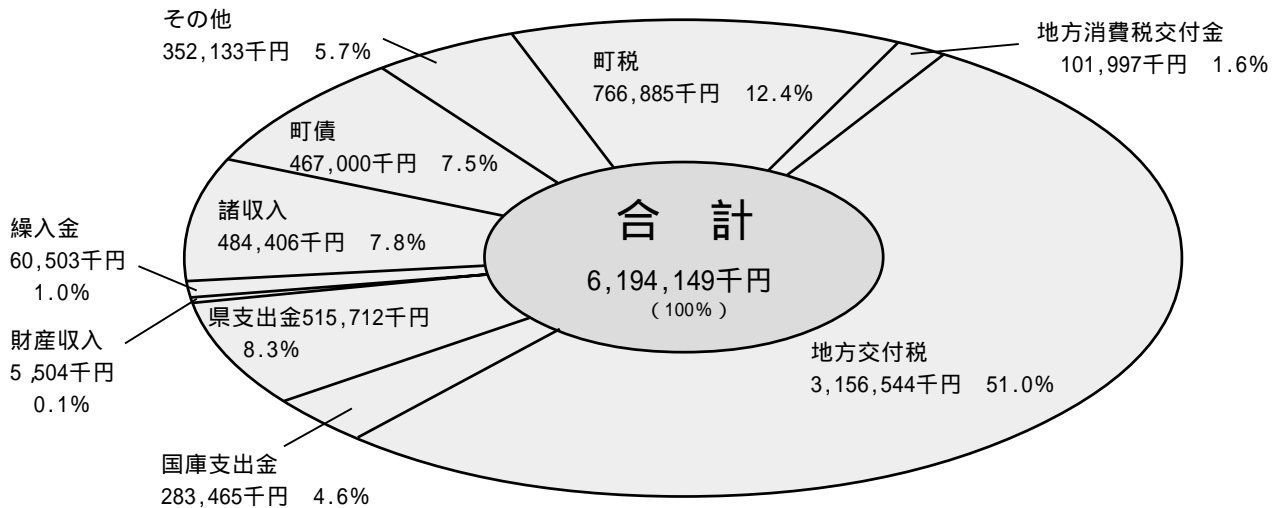 その他
352,133千円 5.7%
町税
766,885千円 12.4%
地方消費税交付金
101,997千円 1.6%
町債
467,000千円 7.5%
諸収入
484,406千円 7.8%
繰入金
60,503千円
1.0%
財産収入
5,504千円
0.1%
県支出金515,712千円
8.3%
国庫支出金
283,465千円 4.6%
地方交付税
3,156,544千円 51.0%
合 計
6,194,149千円
(100%)